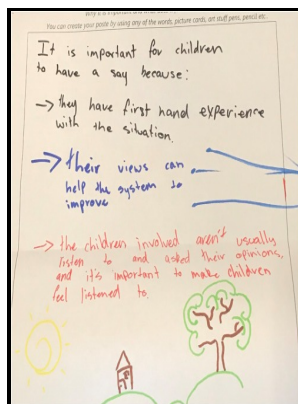 You can create your poster by using any of the words, picture cards, art stuff pens, pencil etc.
It is important for children
to have a say because:
→ they have first hand experience
with the situation.
→ their views can
help the system to
improve
→ the children involved aren't usually
listen to and asked their opinions,
and it's important to make children
feel listened to.